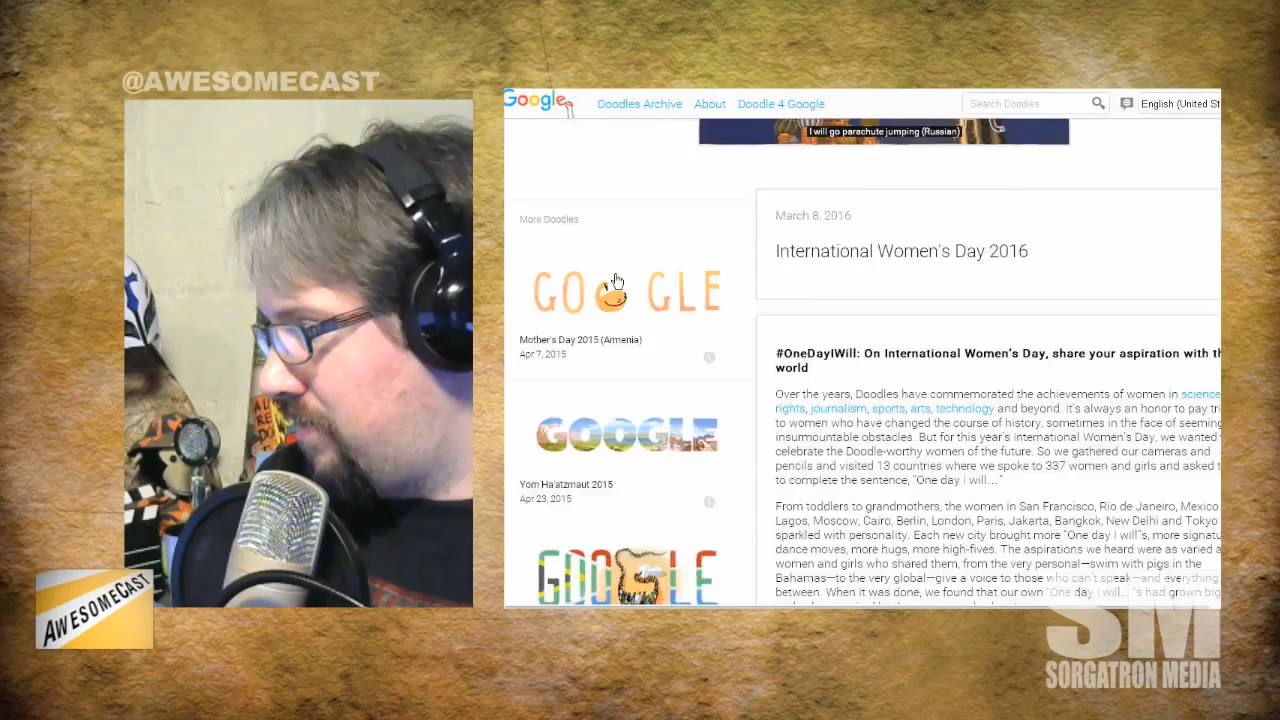 @AWESOMECAST
Google
Doodles Archive About Doodle 4 Google
Search Doodles
English (United St
I will go parachute jumping (Russian)
More Doodles
GO GLE
Mother's Day 2015 (Armenia)
Apr 7, 2015
GOOGLE
Yom Ha'atzmaut 2015
Apr 23, 2015
GOOGLE
March 8, 2016
International Women's Day 2016
#OneDayIWill: On International Women's Day, share your aspiration with th
world
Over the years, Doodles have commemorated the achievements of women in science
rights, journalism, sports, arts, technology and beyond. It's always an honor to pay tri
to women who have changed the course of history, sometimes in the face of seeming
insurmountable obstacles. But for this year's International Women's Day, we wanted
celebrate the Doodle-worthy women of the future. So we gathered our cameras and
pencils and visited 13 countries where we spoke to 337 women and girls and asked t
to complete the sentence, "One day I will…"
From toddlers to grandmothers, the women in San Francisco, Rio de Janeiro, Mexico
Lagos, Moscow, Cairo, Berlin, London, Paris, Jakarta, Bangkok, New Delhi and Tokyo
sparkled with personality. Each new city brought more "One day I will"s, more signatu
dance moves, more hugs, more high-fives. The aspirations we heard were as varied a
women and girls who shared them, from the very personal—swim with pigs in the
Bahamas—to the very global—give a voice to those who can't speak—and everything
between. When it was done, we found that our own "One day I will…"s had grown big
AWESOMECAST
SM
SORGATRON MEDIA